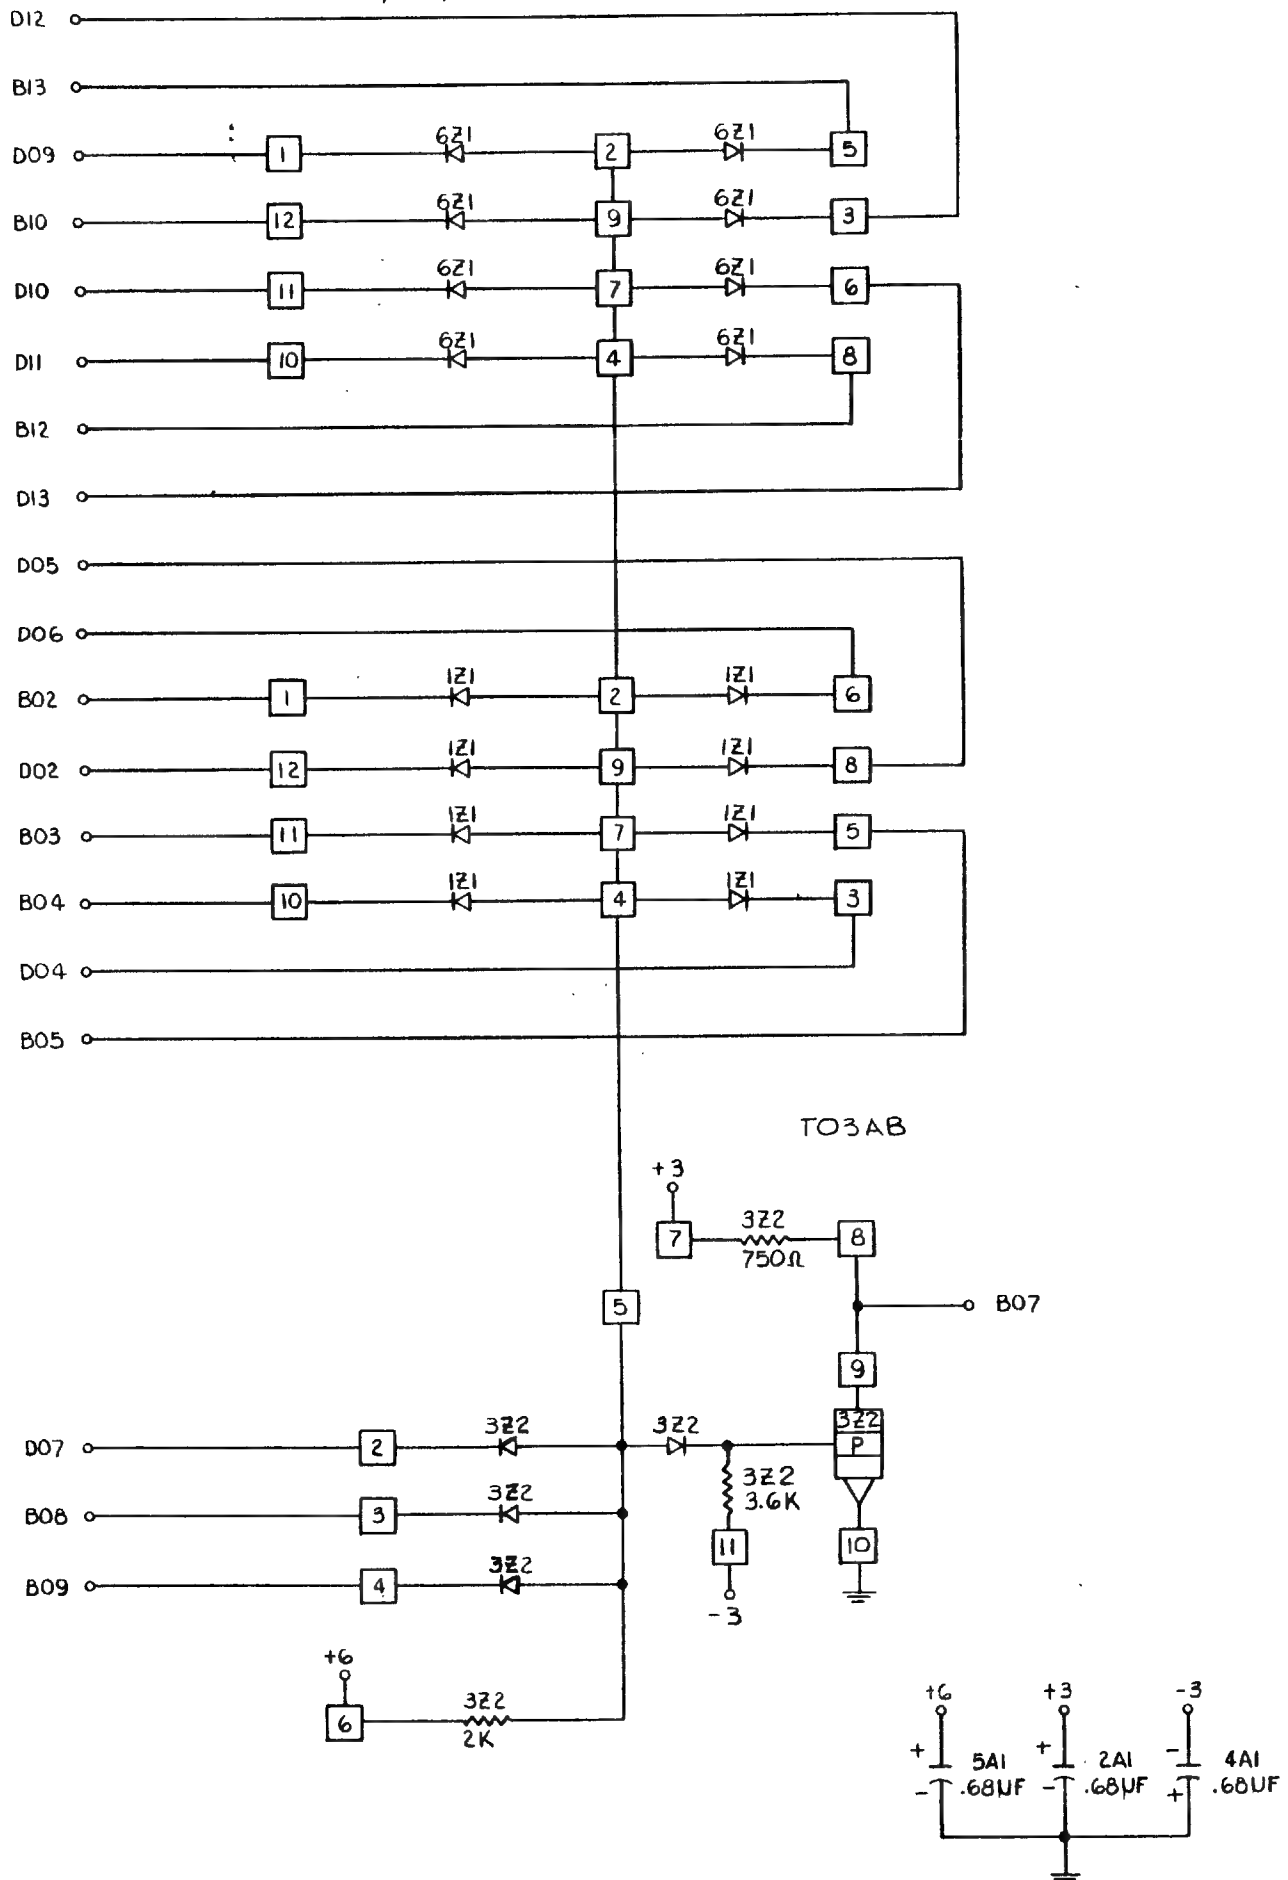 D12
B13
6Z1 6Z1
D09 1 2 5
6Z1 6Z1
B10 12 9 3
6Z1 6Z1
D10 11 7 6
6Z1 6Z1
D11 10 4 8
B12
D13
D05
D06
1Z1 1Z1
B02 1 2 6
1Z1 1Z1
D02 12 9 8
1Z1 1Z1
B03 11 7 5
1Z1 1Z1
B04 10 4 3
D04
B05
T03AB
+3
3Z2
7 8
750Ω
5 B07
9
3Z2 3Z2 3Z2
D07 2 P
3Z2 3Z2
B08 3 3.6K
3Z2 11 10
B09 4
-3
+6
3Z2
6
2K
+6 +3 -3
+ 5A1 + 2A1 - 4A1
- .68UF - .68UF + .68UF